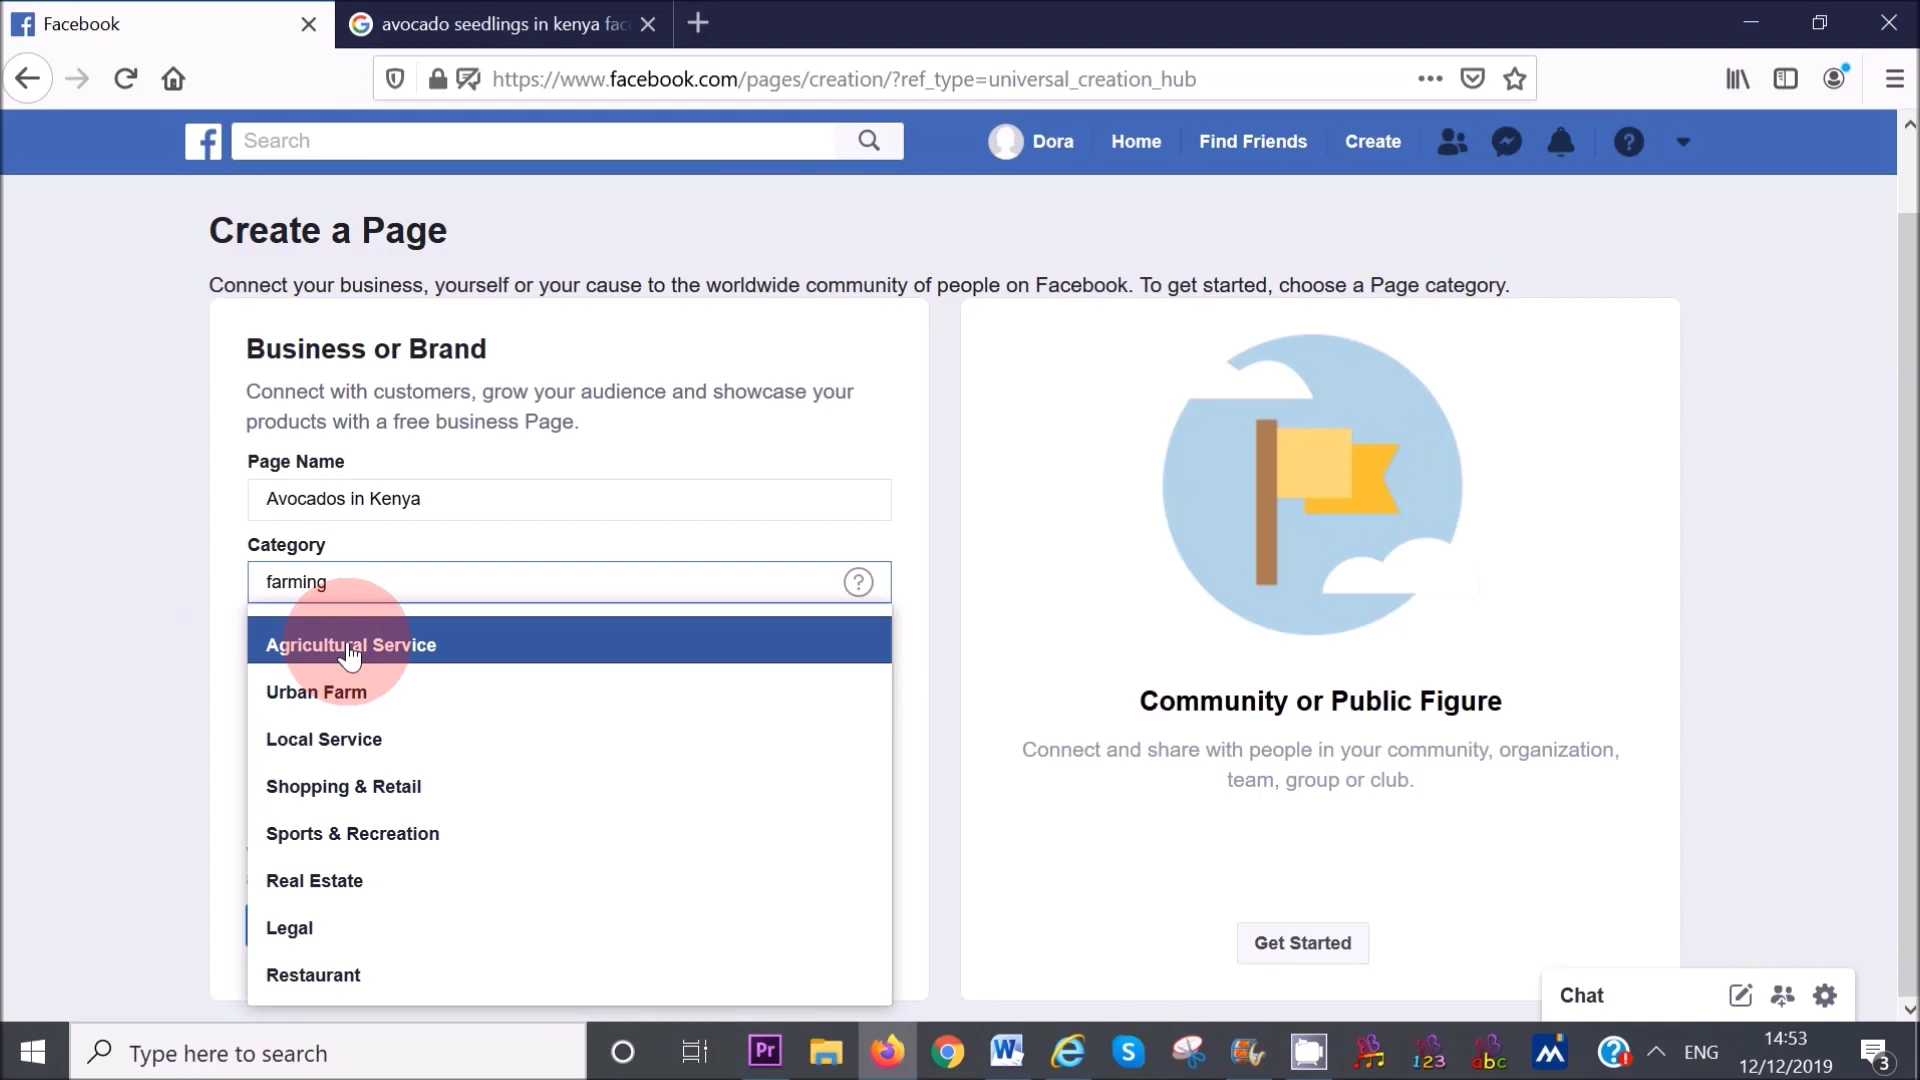 Facebook
avocado seedlings in kenya fac
https://www.facebook.com/pages/creation/?ref_type=universal_creation_hub
Search
Dora
Home
Find Friends
Create
Create a Page
Connect your business, yourself or your cause to the worldwide community of people on Facebook. To get started, choose a Page category.
Business or Brand
Connect with customers, grow your audience and showcase your
products with a free business Page.
Page Name
Avocados in Kenya
Category
farming
Agricultural Service
Urban Farm
Local Service
Shopping & Retail
Sports & Recreation
Real Estate
Legal
Restaurant
Community or Public Figure
Connect and share with people in your community, organization,
team, group or club.
Get Started
Chat
Type here to search
Pr
W
S
123
abc
ENG
14:53
12/12/2019
3